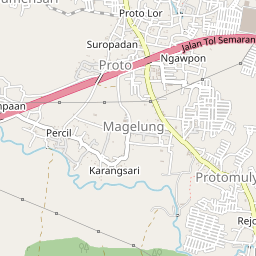 Proto Lor
Suropadan
Jalan Tol Semaran
Proto
Ngawpon
Percil
Magelung
Karangsari
Protomuly
Rejo